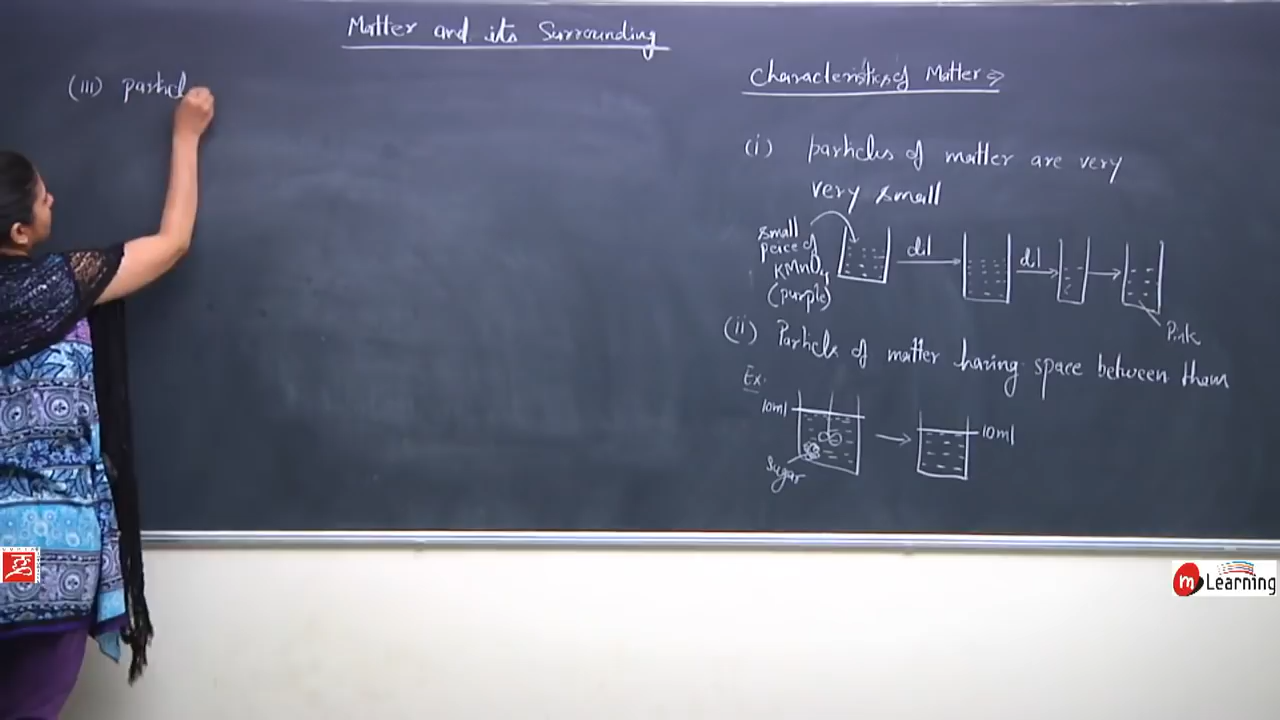 Matter and its Surrounding
(iii) particl
Characteristics of Matter ⇒
(i) particles of matter are very
very small
small
peice of
KMnO4
(purple)
dil
dil
Pink
(ii) Particls of matter having space between them
Ex.
10ml
Sugar
10ml
m Learning